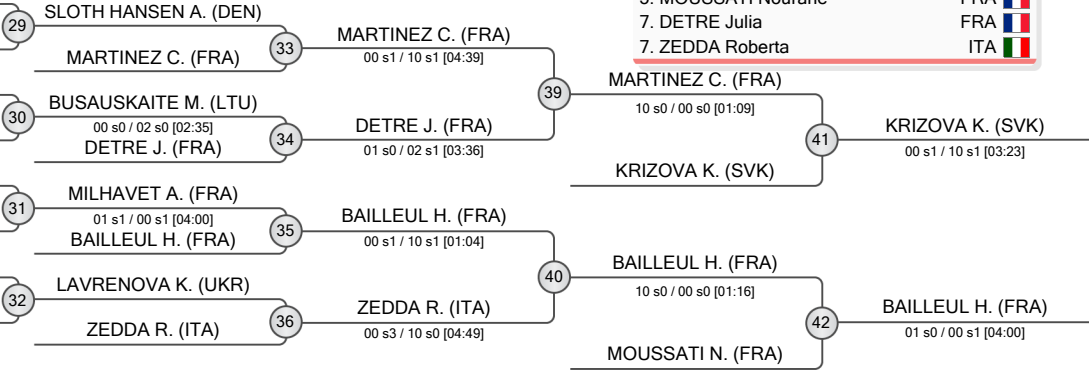 SLOTH HANSEN A. (DEN)
29
MARTINEZ C. (FRA)
33
MARTINEZ C. (FRA)
00 s1 / 10 s1 [04:39]
BUSAUSKAITE M. (LTU)
30
00 s0 / 02 s0 [02:35]
DETRE J. (FRA)
34
DETRE J. (FRA)
01 s0 / 02 s1 [03:36]
39
MARTINEZ C. (FRA)
10 s0 / 00 s0 [01:09]
KRIZOVA K. (SVK)
41
KRIZOVA K. (SVK)
00 s1 / 10 s1 [03:23]
MILHAVET A. (FRA)
31
01 s1 / 00 s1 [04:00]
BAILLEUL H. (FRA)
35
BAILLEUL H. (FRA)
00 s1 / 10 s1 [01:04]
LAVRENOVA K. (UKR)
32
ZEDDA R. (ITA)
36
ZEDDA R. (ITA)
00 s3 / 10 s0 [04:49]
40
BAILLEUL H. (FRA)
10 s0 / 00 s0 [01:16]
MOUSSATI N. (FRA)
42
BAILLEUL H. (FRA)
01 s0 / 00 s1 [04:00]
5. MOUSSATI Noufane FRA
7. DETRE Julia FRA
7. ZEDDA Roberta ITA